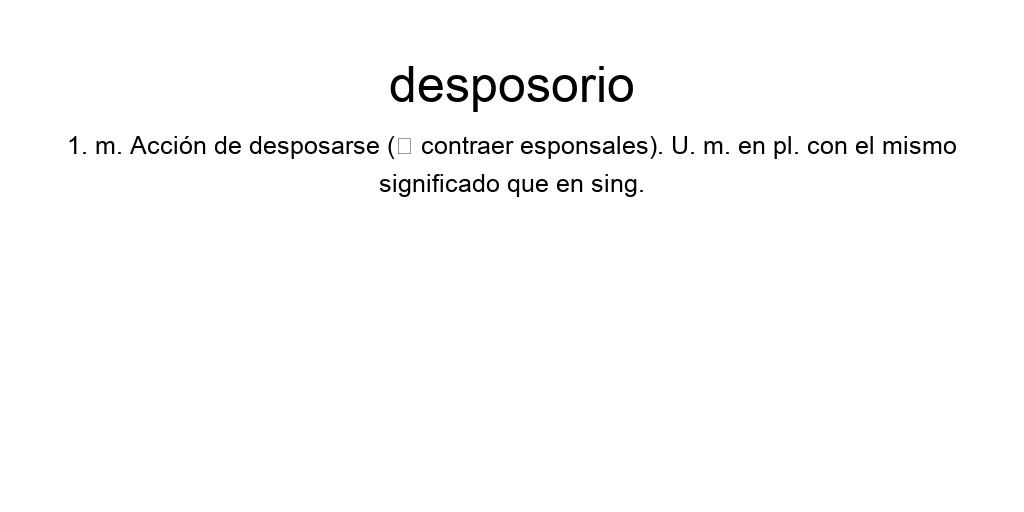 desposorio
1. m. Acción de desposarse (□ contraer esponsales). U. m. en pl. con el mismo
significado que en sing.